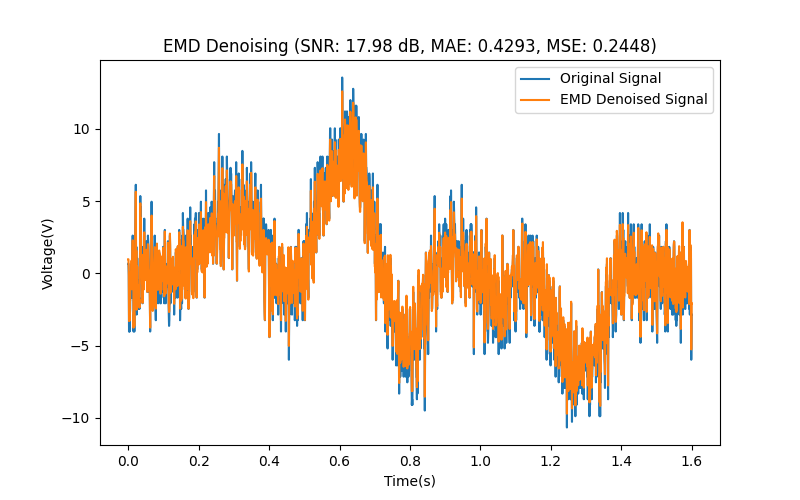 EMD Denoising (SNR: 17.98 dB, MAE: 0.4293, MSE: 0.2448)
Original Signal
EMD Denoised Signal
Voltage(V)
10
5
0
−5
−10
0.0 0.2 0.4 0.6 0.8 1.0 1.2 1.4 1.6
Time(s)